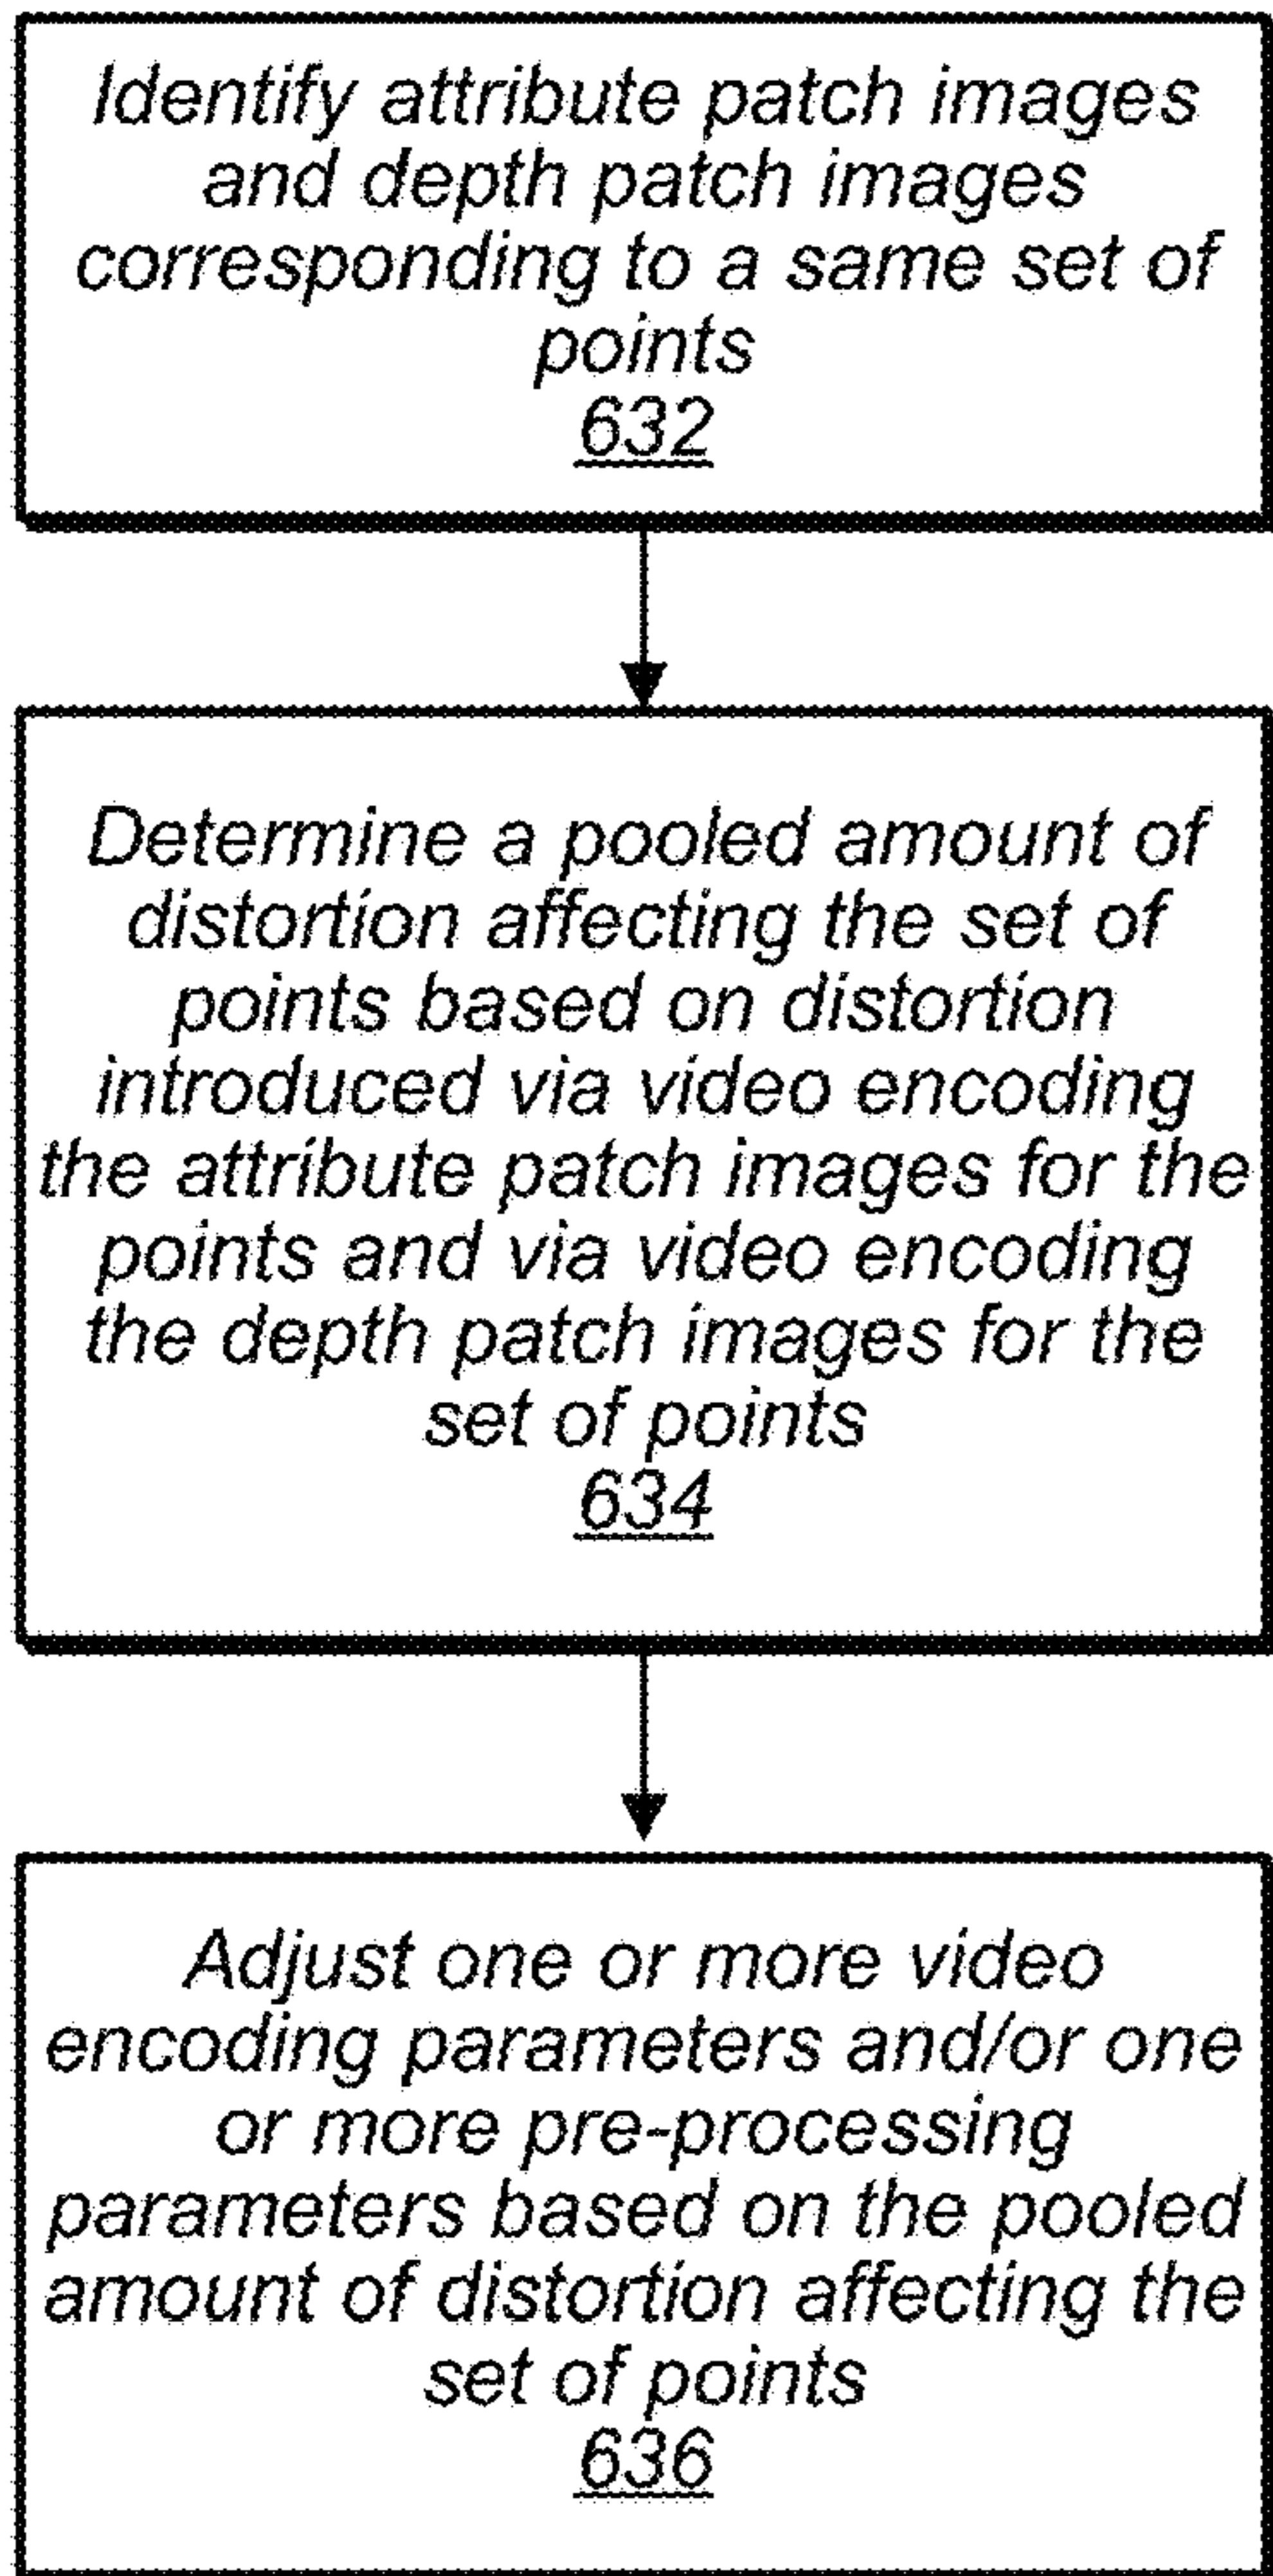 Identify attribute patch images
and depth patch images
corresponding to a same set of
points
632
Determine a pooled amount of
distortion affecting the set of
points based on distortion
introduced via video encoding
the attribute patch images for the
points and via video encoding
the depth patch images for the
set of points
634
Adjust one or more video
encoding parameters and/or one
or more pre-processing
parameters based on the pooled
amount of distortion affecting the
set of points
636